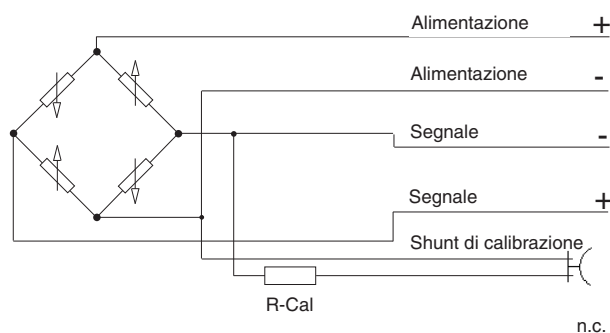 Alimentazione +
Alimentazione -
Segnale -
Segnale +
Shunt di calibrazione
R-Cal
n.c.